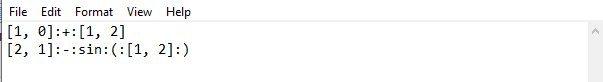 File Edit Format View Help
[1, 0]:+:[1, 2]
[2, 1]:-:sin:(:[1, 2]:)